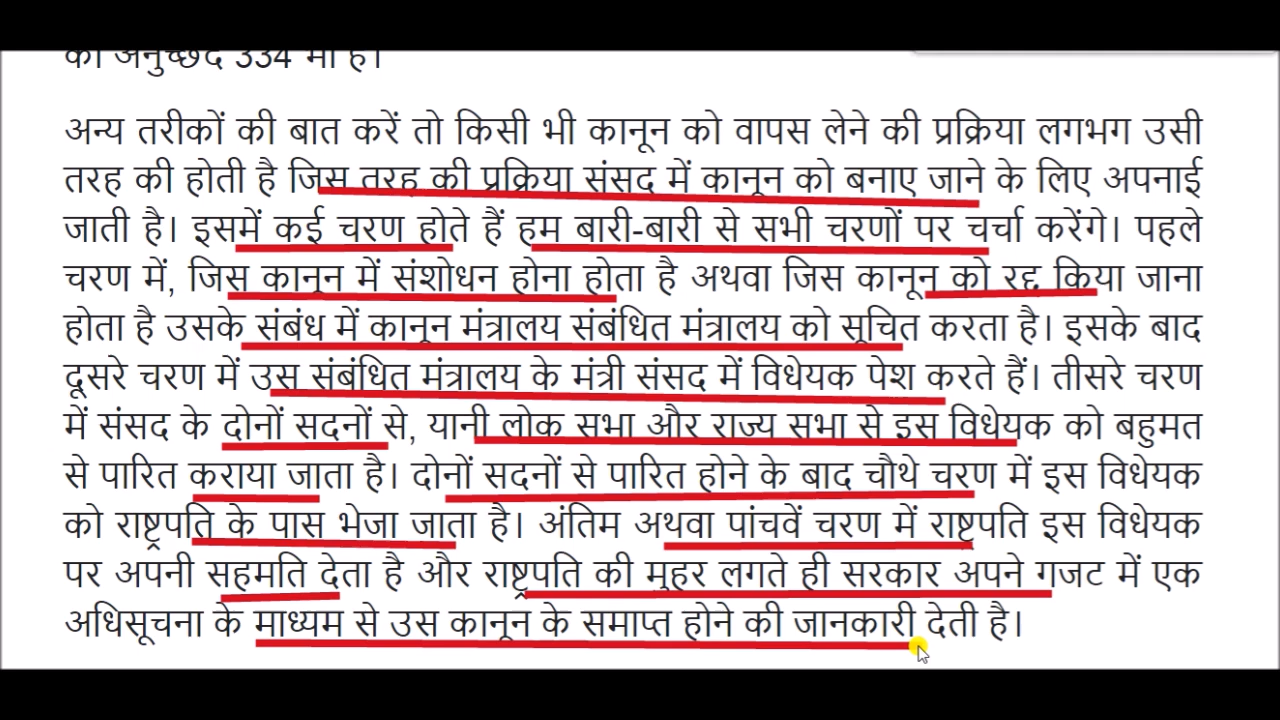 को अनुच्छेद 334 भी है।
अन्य तरीकों की बात करें तो किसी भी कानून को वापस लेने की प्रक्रिया लगभग उसी
तरह की होती है जिस तरह की प्रक्रिया संसद में कानून को बनाए जाने के लिए अपनाई
जाती है। इसमें कई चरण होते हैं हम बारी-बारी से सभी चरणों पर चर्चा करेंगे। पहले
चरण में, जिस कानून में संशोधन होना होता है अथवा जिस कानून को रद्द किया जाना
होता है उसके संबंध में कानून मंत्रालय संबंधित मंत्रालय को सूचित करता है। इसके बाद
दूसरे चरण में उस संबंधित मंत्रालय के मंत्री संसद में विधेयक पेश करते हैं। तीसरे चरण
में संसद के दोनों सदनों से, यानी लोक सभा और राज्य सभा से इस विधेयक को बहुमत
से पारित कराया जाता है। दोनों सदनों से पारित होने के बाद चौथे चरण में इस विधेयक
को राष्ट्रपति के पास भेजा जाता है। अंतिम अथवा पांचवें चरण में राष्ट्रपति इस विधेयक
पर अपनी सहमति देता है और राष्ट्रपति की मुहर लगते ही सरकार अपने गजट में एक
अधिसूचना के माध्यम से उस कानून के समाप्त होने की जानकारी देती है।